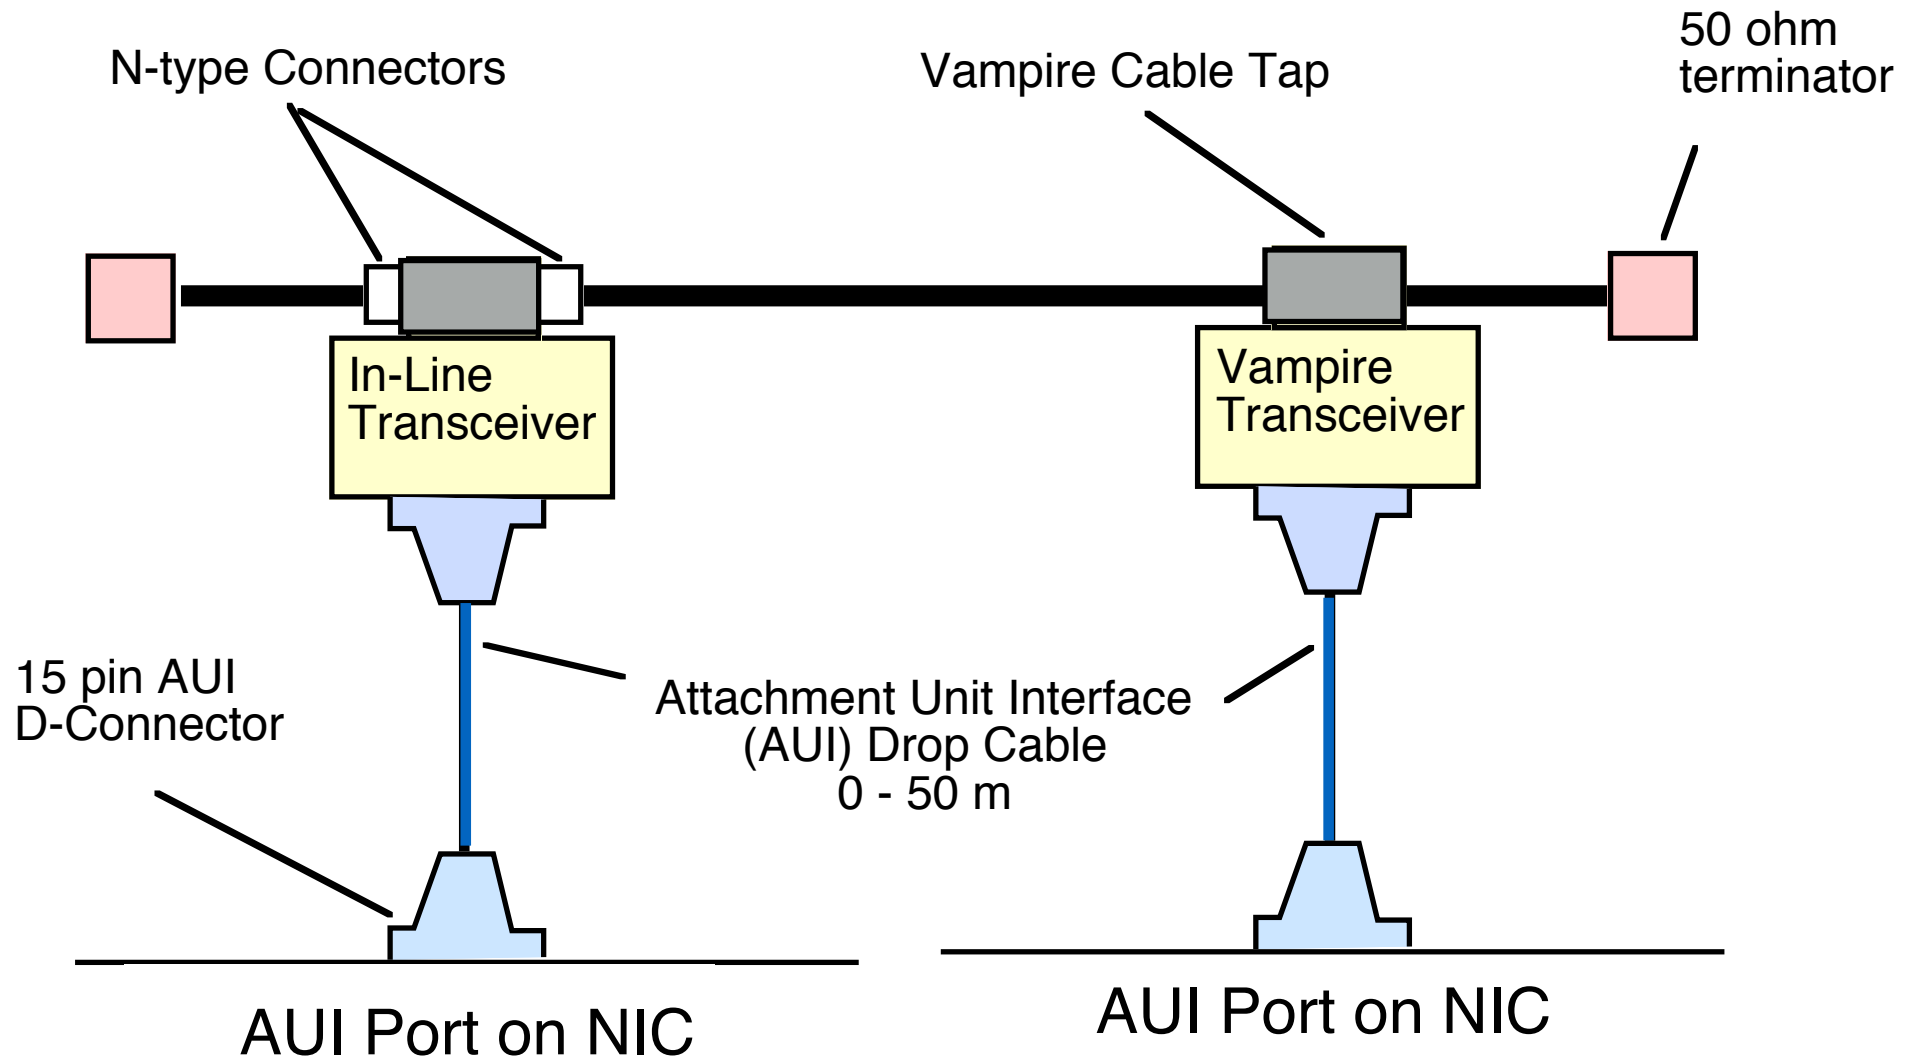 N-type Connectors
Vampire Cable Tap
50 ohm
terminator
In-Line
Transceiver
Vampire
Transceiver
15 pin AUI
D-Connector
Attachment Unit Interface
(AUI) Drop Cable
0 - 50 m
AUI Port on NIC
AUI Port on NIC